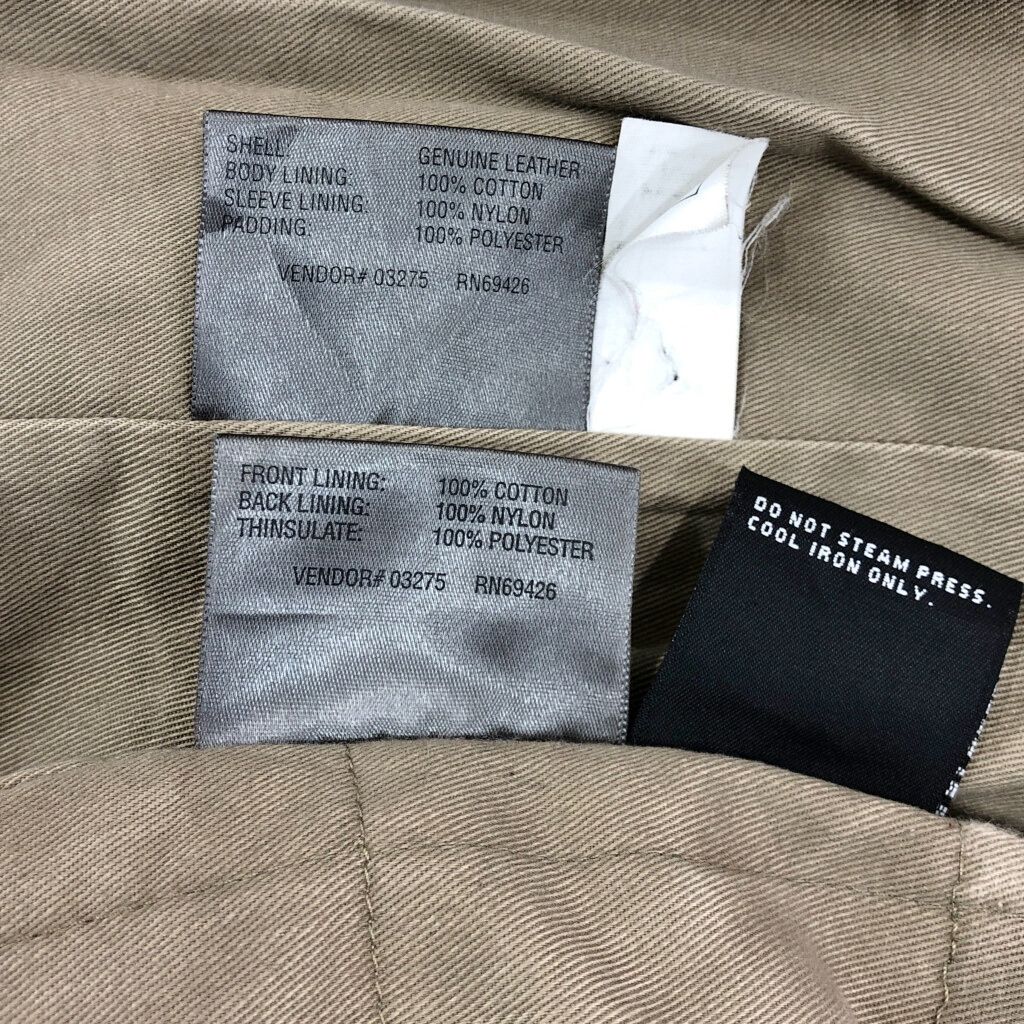 SHELL: GENUINE LEATHER
BODY LINING: 100% COTTON
SLEEVE LINING: 100% NYLON
PADDING: 100% POLYESTER
VENDOR# 03275 RN69426
FRONT LINING: 100% COTTON
BACK LINING: 100% NYLON
THINSULATE: 100% POLYESTER
VENDOR# 03275 RN69426
DO NOT STEAM PRESS.
COOL IRON ONLY.